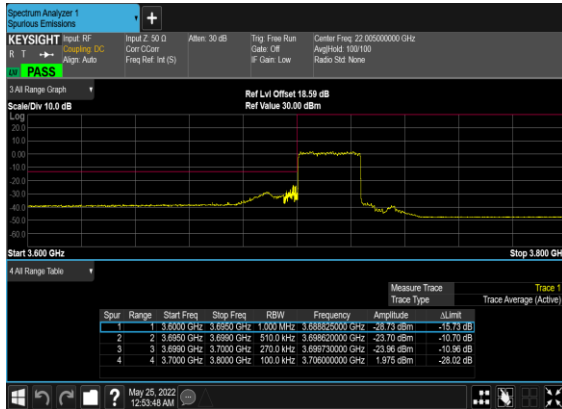 Spectrum Analyzer 1
Spurious Emissions
+
KEYSIGHT Input: RF Input Z: 50 Ω Atten: 30 dB Trig: Free Run Center Freq: 22.005000000 GHz
R T Coupling: DC Corr CCorr Gate: Off Avg|Hold: 100/100
Align: Auto Freq Ref: Int (S) IF Gain: Low Radio Std: None
LU PASS
3 All Range Graph
Ref Lvl Offset 18.59 dB
Scale/Div 10.0 dB Ref Value 30.00 dBm
Log
20.0
10.0
0.00
-10.0
-20.0
-30.0
-40.0
-50.0
-60.0
Start 3.600 GHz Stop 3.800 GH
4 All Range Table
Measure Trace Trace 1
Trace Type Trace Average (Active)
Spur Range Start Freq Stop Freq RBW Frequency Amplitude ΔLimit
1 1 3.6000 GHz 3.6950 GHz 1.000 MHz 3.688825000 GHz -28.73 dBm -15.73 dB
2 2 3.6950 GHz 3.6990 GHz 510.0 kHz 3.698620000 GHz -23.70 dBm -10.70 dB
3 3 3.6990 GHz 3.7000 GHz 270.0 kHz 3.699730000 GHz -23.96 dBm -10.96 dB
4 4 3.7000 GHz 3.8000 GHz 100.0 kHz 3.706000000 GHz 1.975 dBm -28.02 dB
? May 25, 2022
12:53:48 AM